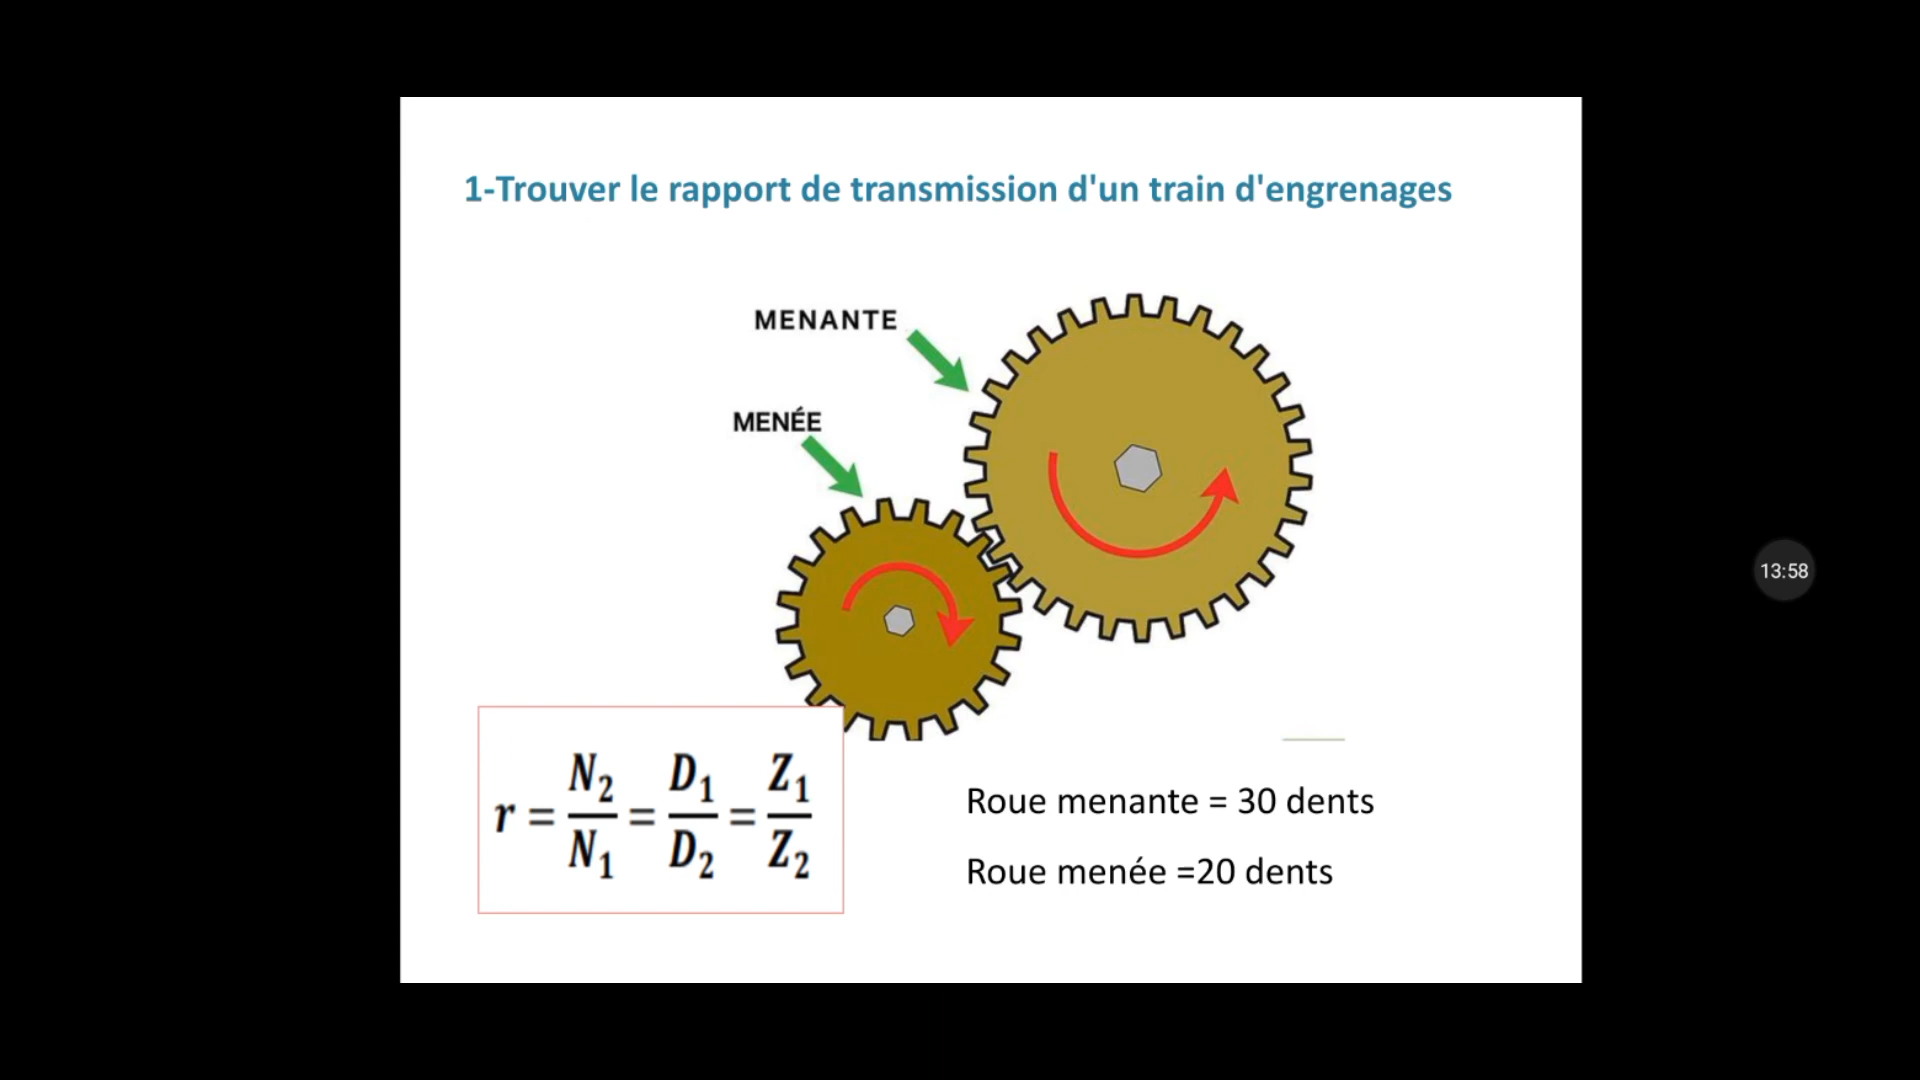 1-Trouver le rapport de transmission d'un train d'engrenages
MENANTE
MENÉE
13:58
r = N₂/N₁ = D₁/D₂ = Z₁/Z₂
Roue menante = 30 dents
Roue menée =20 dents